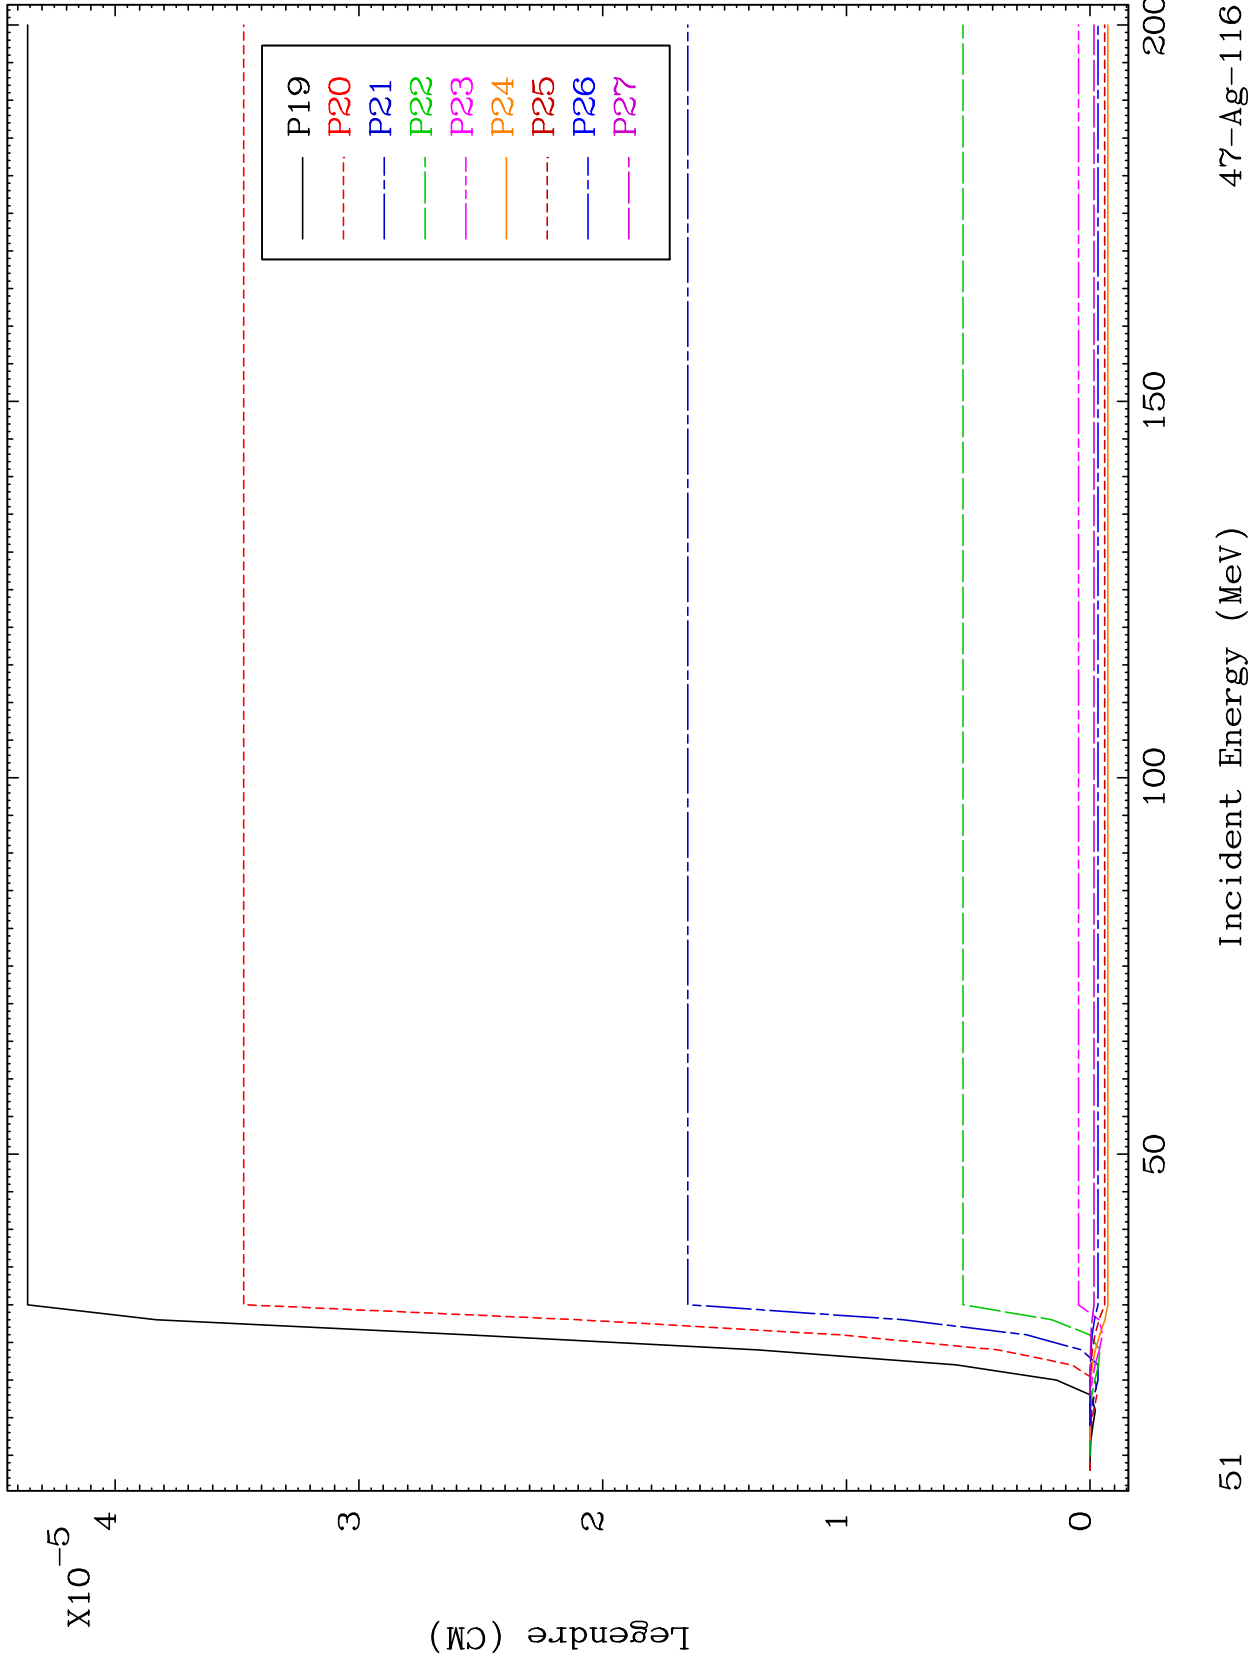 X10-5
4
3
2
1
0
Legendre (CM)
P19
P20
P21
P22
P23
P24
P25
P26
P27
50
100
150
200
51
Incident Energy (MeV)
47-Ag-116